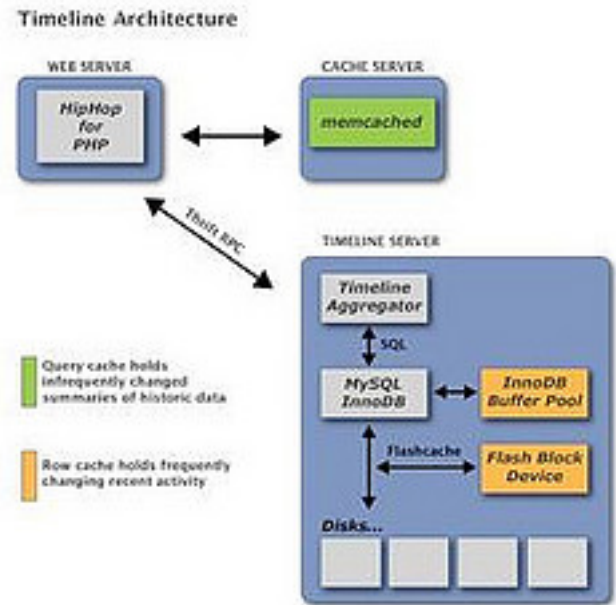 Timeline Architecture
WEB SERVER
HipHop
for
PHP
CACHE SERVER
memcached
Thrift RPC
TIMELINE SERVER
Timeline
Aggregator
SQL
MySQL
InnoDB
InnoDB
Buffer Pool
Flashcache
Flash Block
Device
Disks...
Query cache holds
infrequently changed
summaries of historic data
Row cache holds frequently
changing recent activity